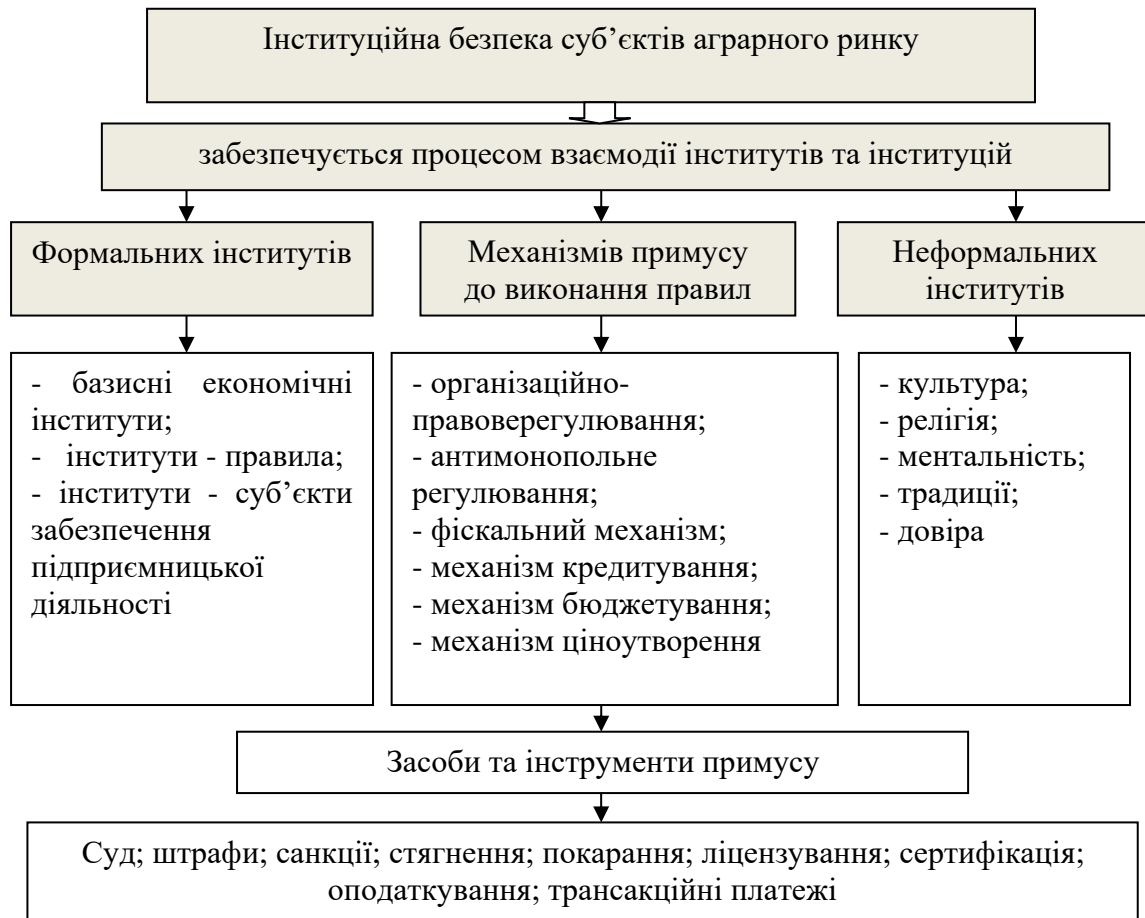 Інституційна безпека суб’єктів аграрного ринку
забезпечується процесом взаємодії інститутів та інституцій
Формальних інститутів
Механізмів примусу
до виконання правил
Неформальних
інститутів
- базисні економічні
інститути;
- інститути - правила;
- інститути - суб’єкти
забезпечення
підприємницької
діяльності
- організаційно-
правоверегулювання;
- антимонопольне
регулювання;
- фіскальний механізм;
- механізм кредитування;
- механізм бюджетування;
- механізм ціноутворення
- культура;
- релігія;
- ментальність;
- традиції;
- довіра
Засоби та інструменти примусу
Суд; штрафи; санкції; стягнення; покарання; ліцензування; сертифікація;
оподаткування; трансакційні платежі